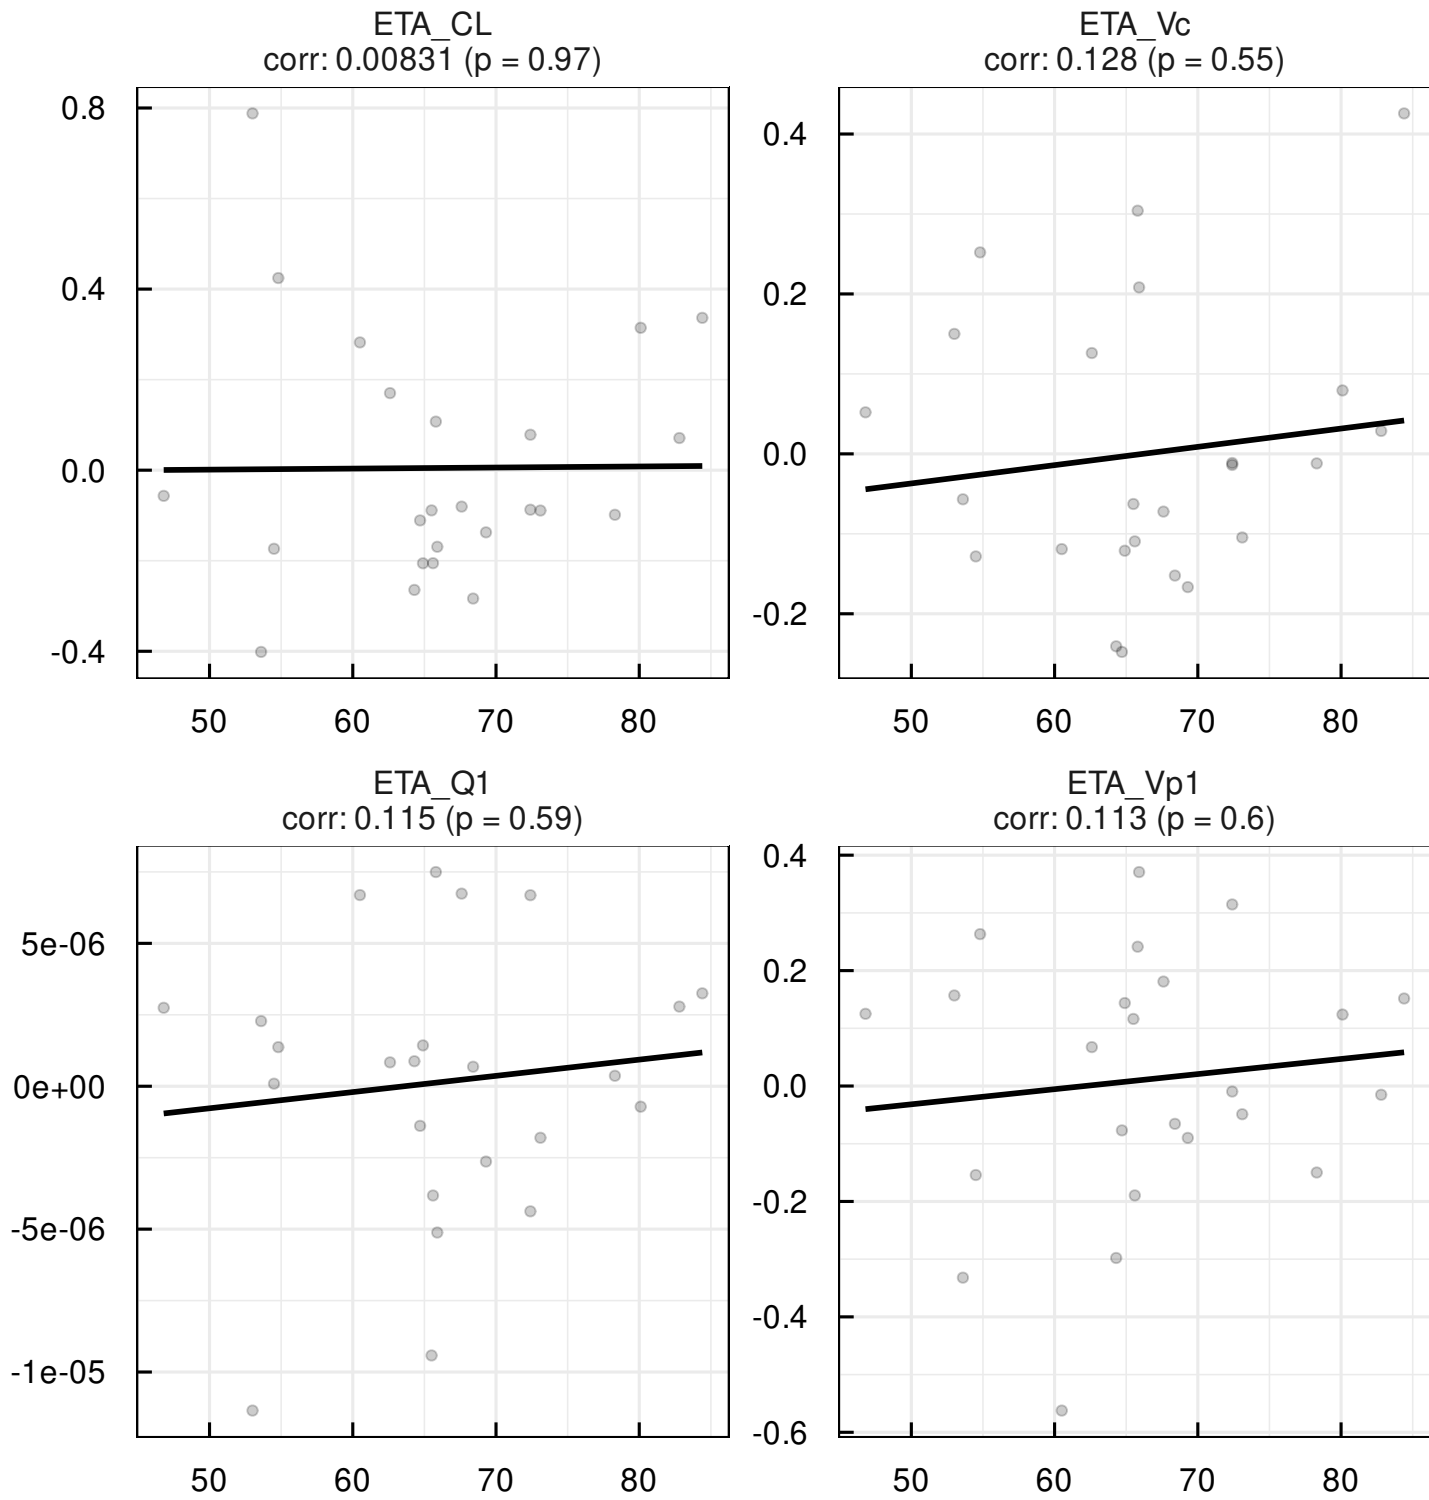 ETA_CL
corr: 0.00831 (p = 0.97)
0.8
0.4
0.0
-0.4
50 60 70 80
ETA_Vc
corr: 0.128 (p = 0.55)
0.4
0.2
0.0
-0.2
50 60 70 80
ETA_Q1
corr: 0.115 (p = 0.59)
5e-06
0e+00
-5e-06
-1e-05
50 60 70 80
ETA_Vp1
corr: 0.113 (p = 0.6)
0.4
0.2
0.0
-0.2
-0.4
-0.6
50 60 70 80